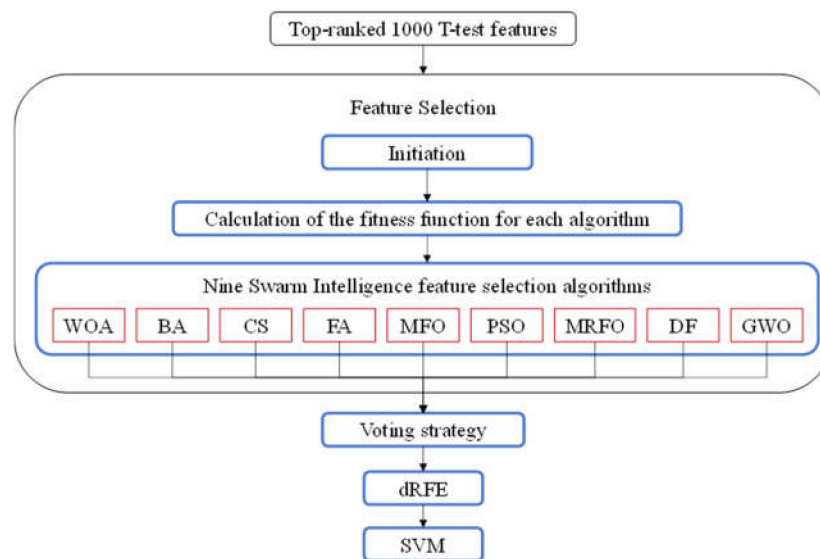 Top-ranked 1000 T-test features
Feature Selection
Initiation
Calculation of the fitness function for each algorithm
Nine Swarm Intelligence feature selection algorithms
WOA BA CS FA MFO PSO MRFO DF GWO
Voting strategy
dRFE
SVM